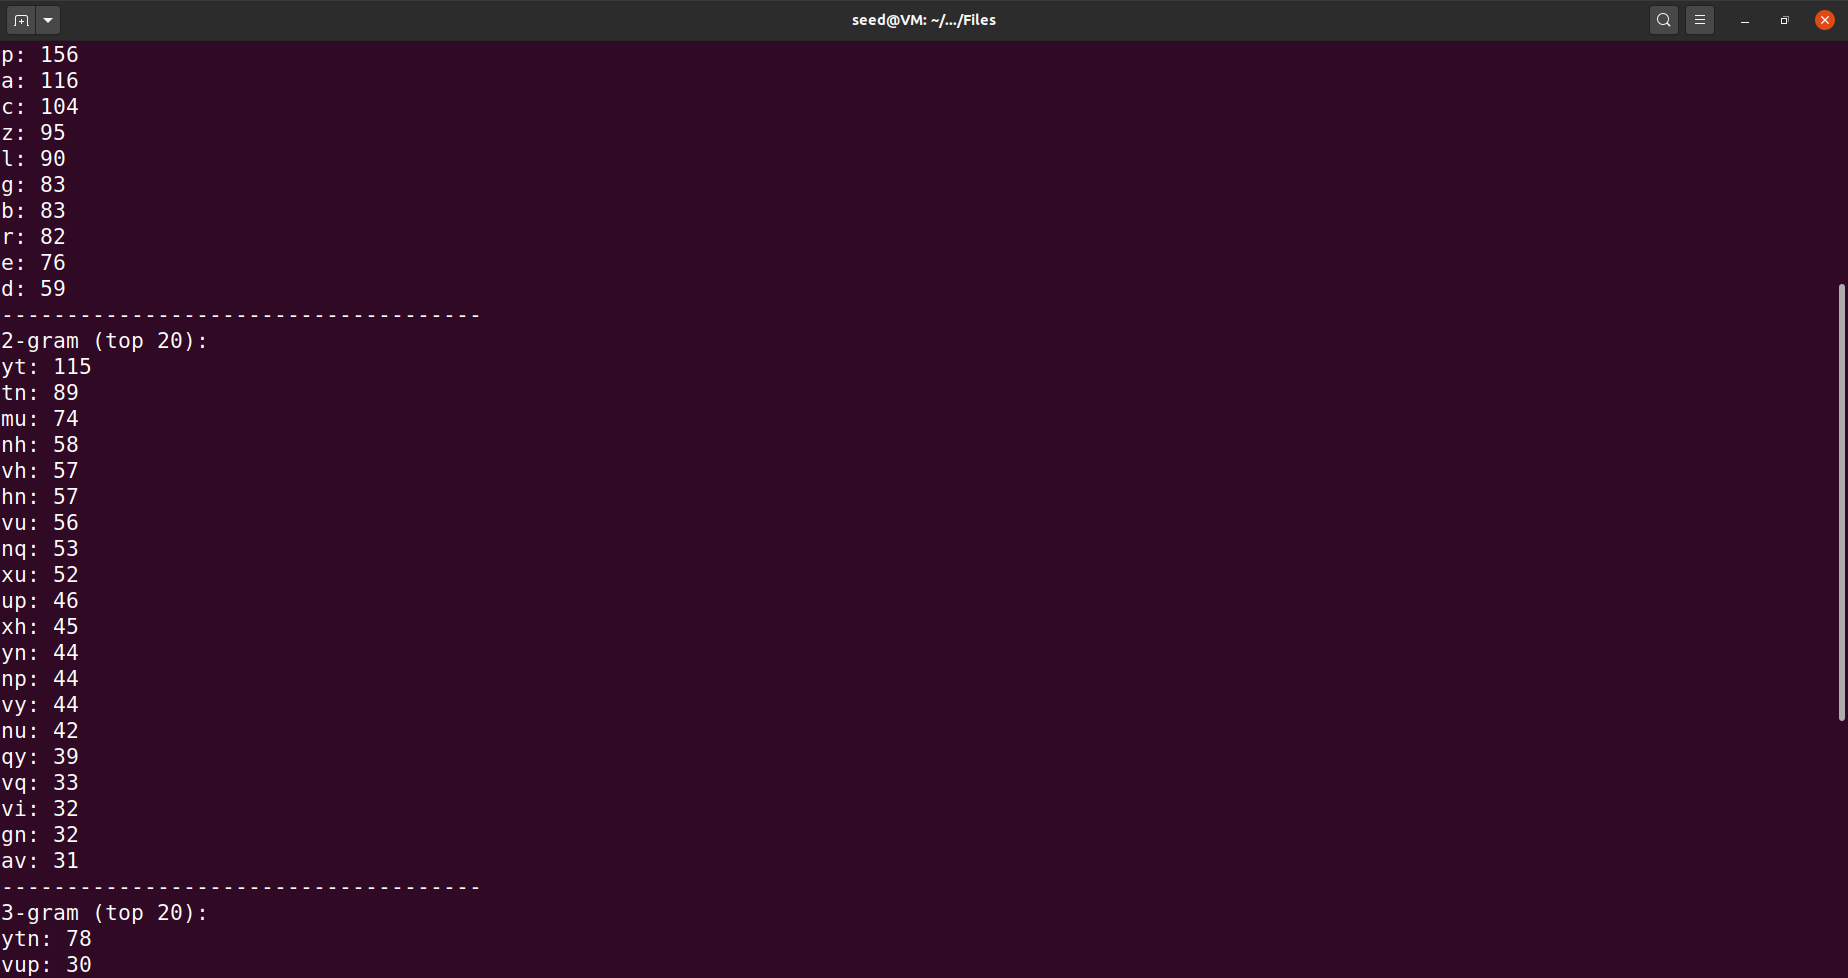 seed@VM: ~/.../Files
p: 156
a: 116
c: 104
z: 95
l: 90
g: 83
b: 83
r: 82
e: 76
d: 59
-------------------------------------
2-gram (top 20):
yt: 115
tn: 89
mu: 74
nh: 58
vh: 57
hn: 57
vu: 56
nq: 53
xu: 52
up: 46
xh: 45
yn: 44
np: 44
vy: 44
nu: 42
qy: 39
vq: 33
vi: 32
gn: 32
av: 31
-------------------------------------
3-gram (top 20):
ytn: 78
vup: 30